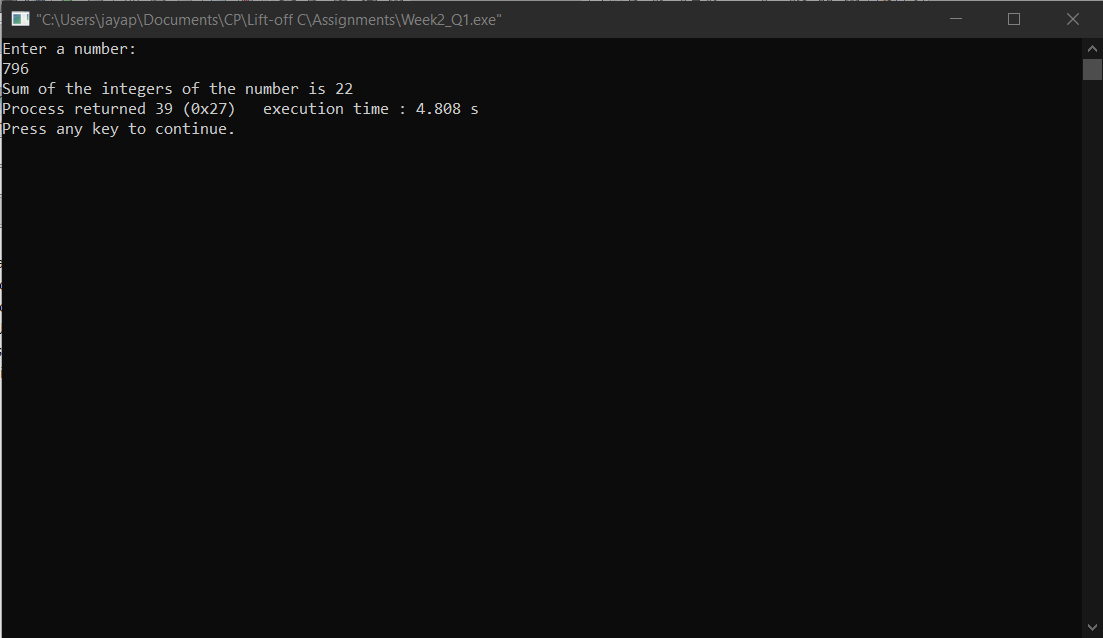 "C:\Users\jayap\Documents\CP\Lift-off C\Assignments\Week2_Q1.exe"
Enter a number:
796
Sum of the integers of the number is 22
Process returned 39 (0x27)   execution time : 4.808 s
Press any key to continue.